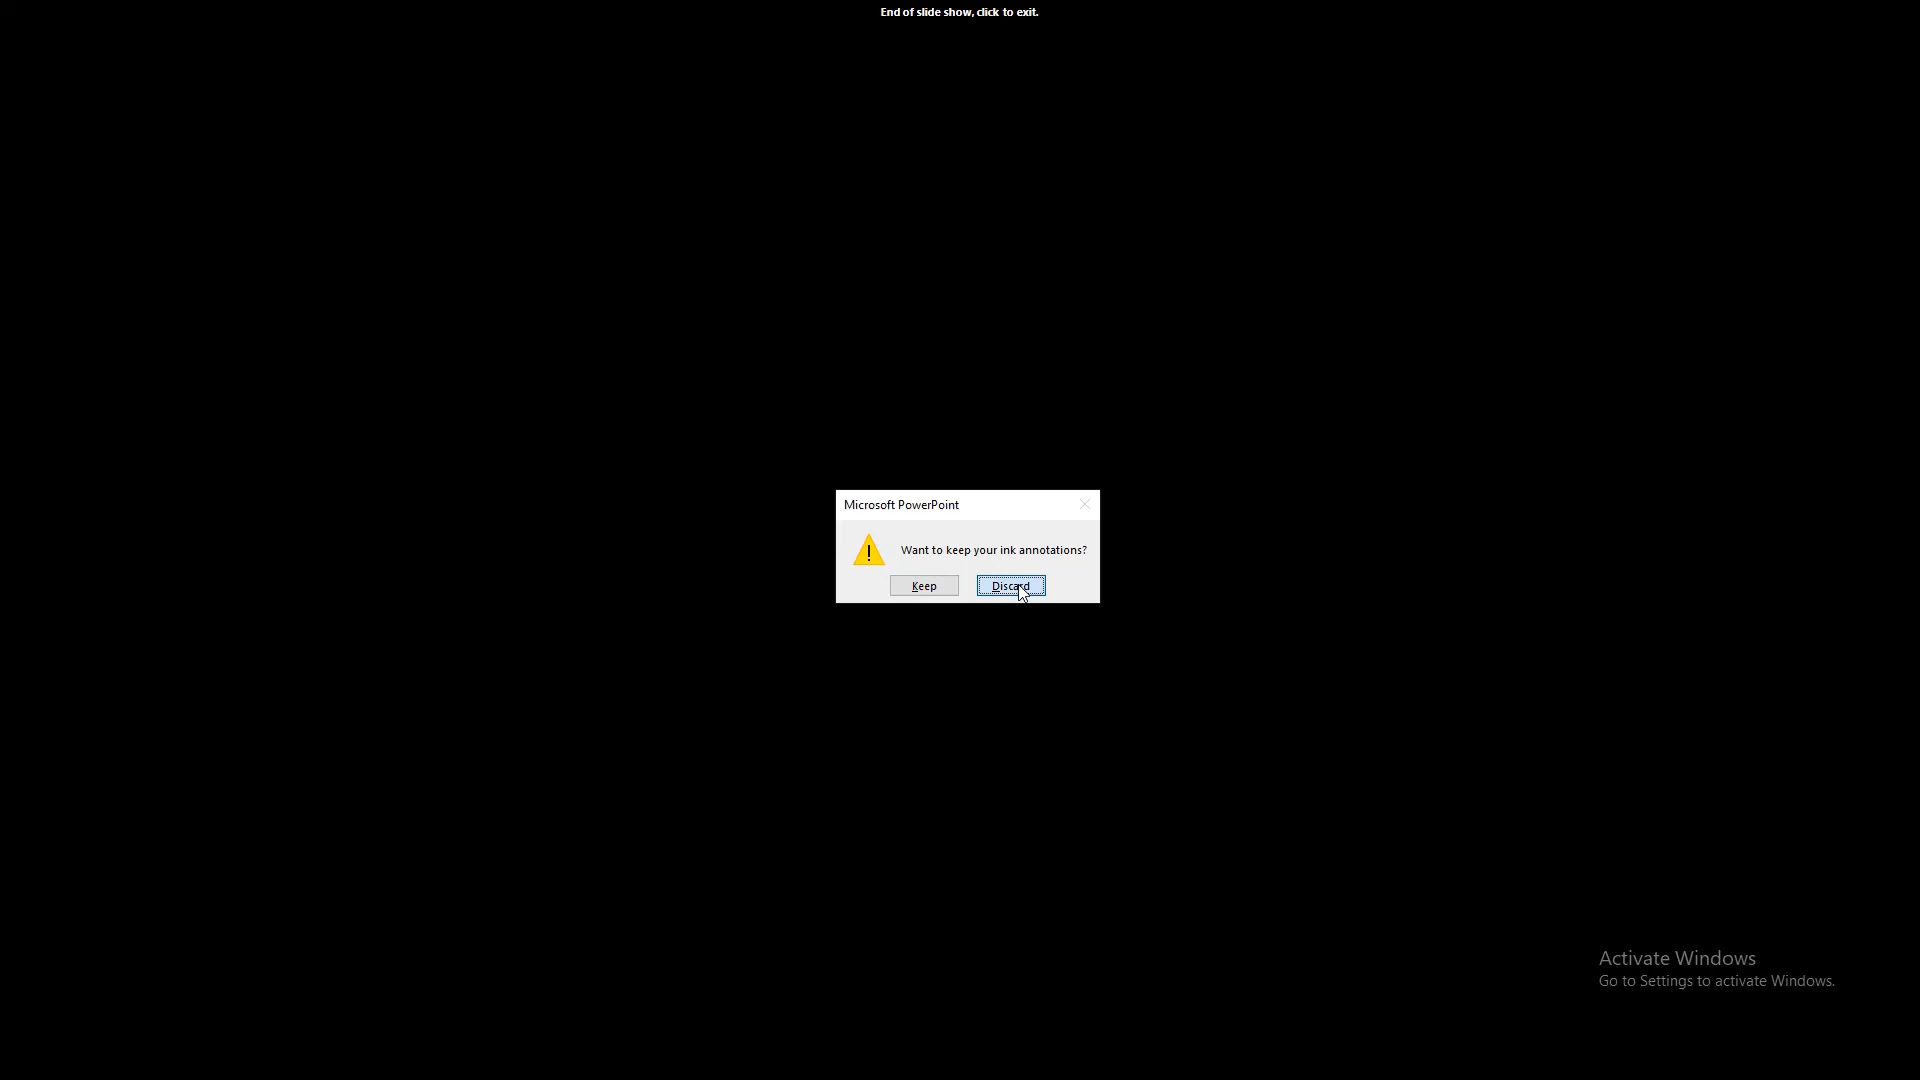 End of slide show, click to exit.
Microsoft PowerPoint
Want to keep your ink annotations?
Keep
Discard
Activate Windows
Go to Settings to activate Windows.